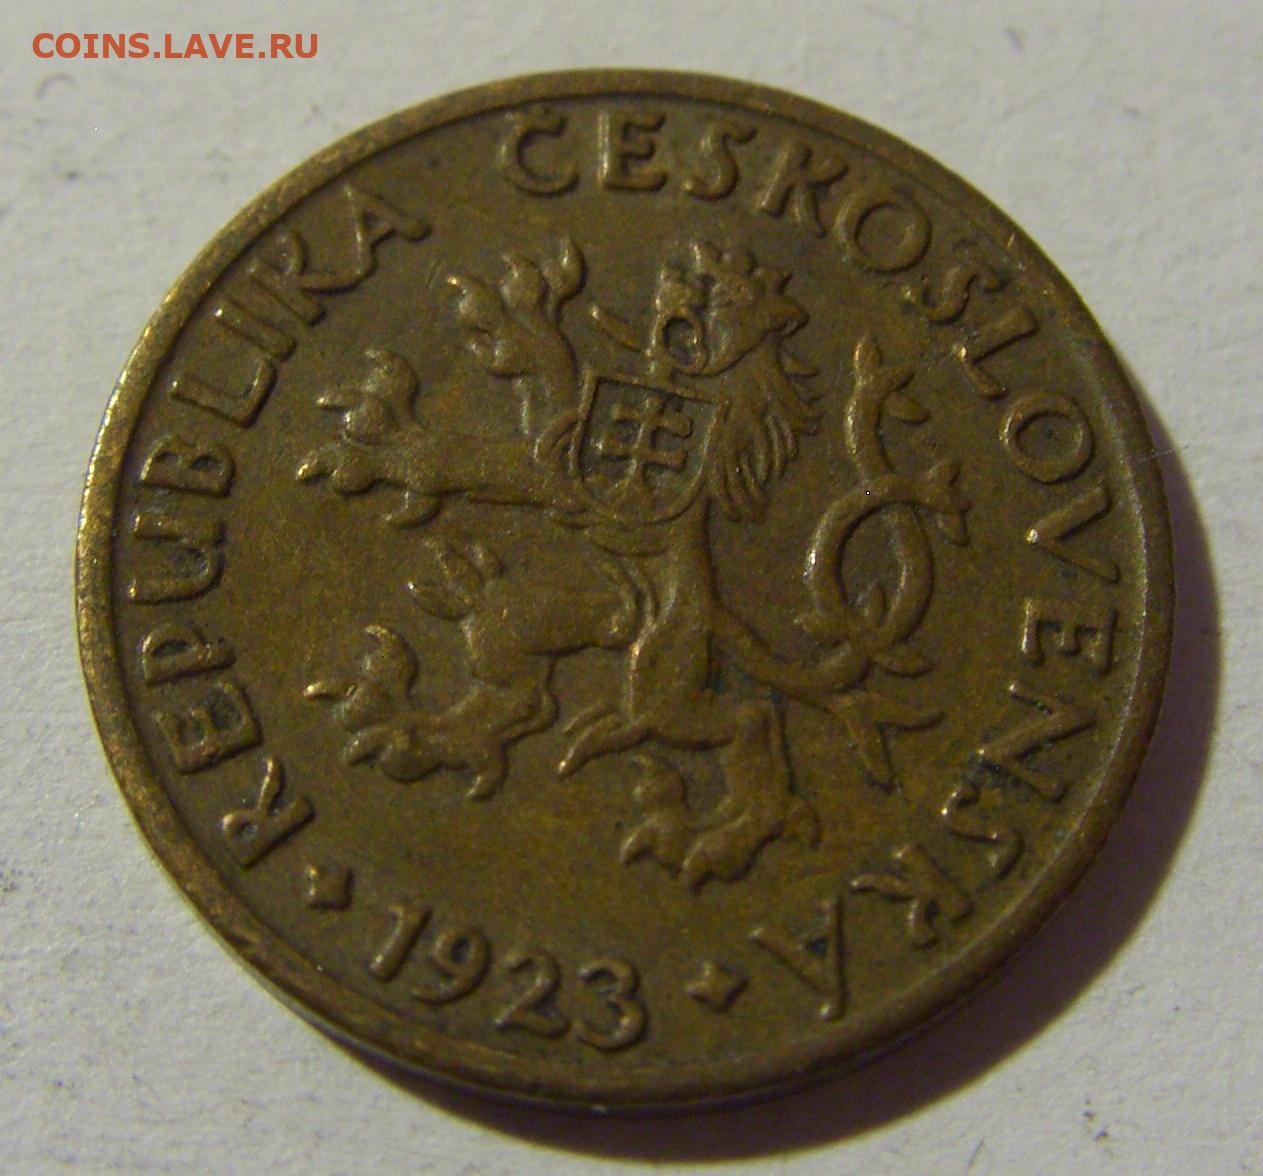 COINS.LAVE.RU
REPUBLIKA ČESKOSLOVENSKÁ
1923